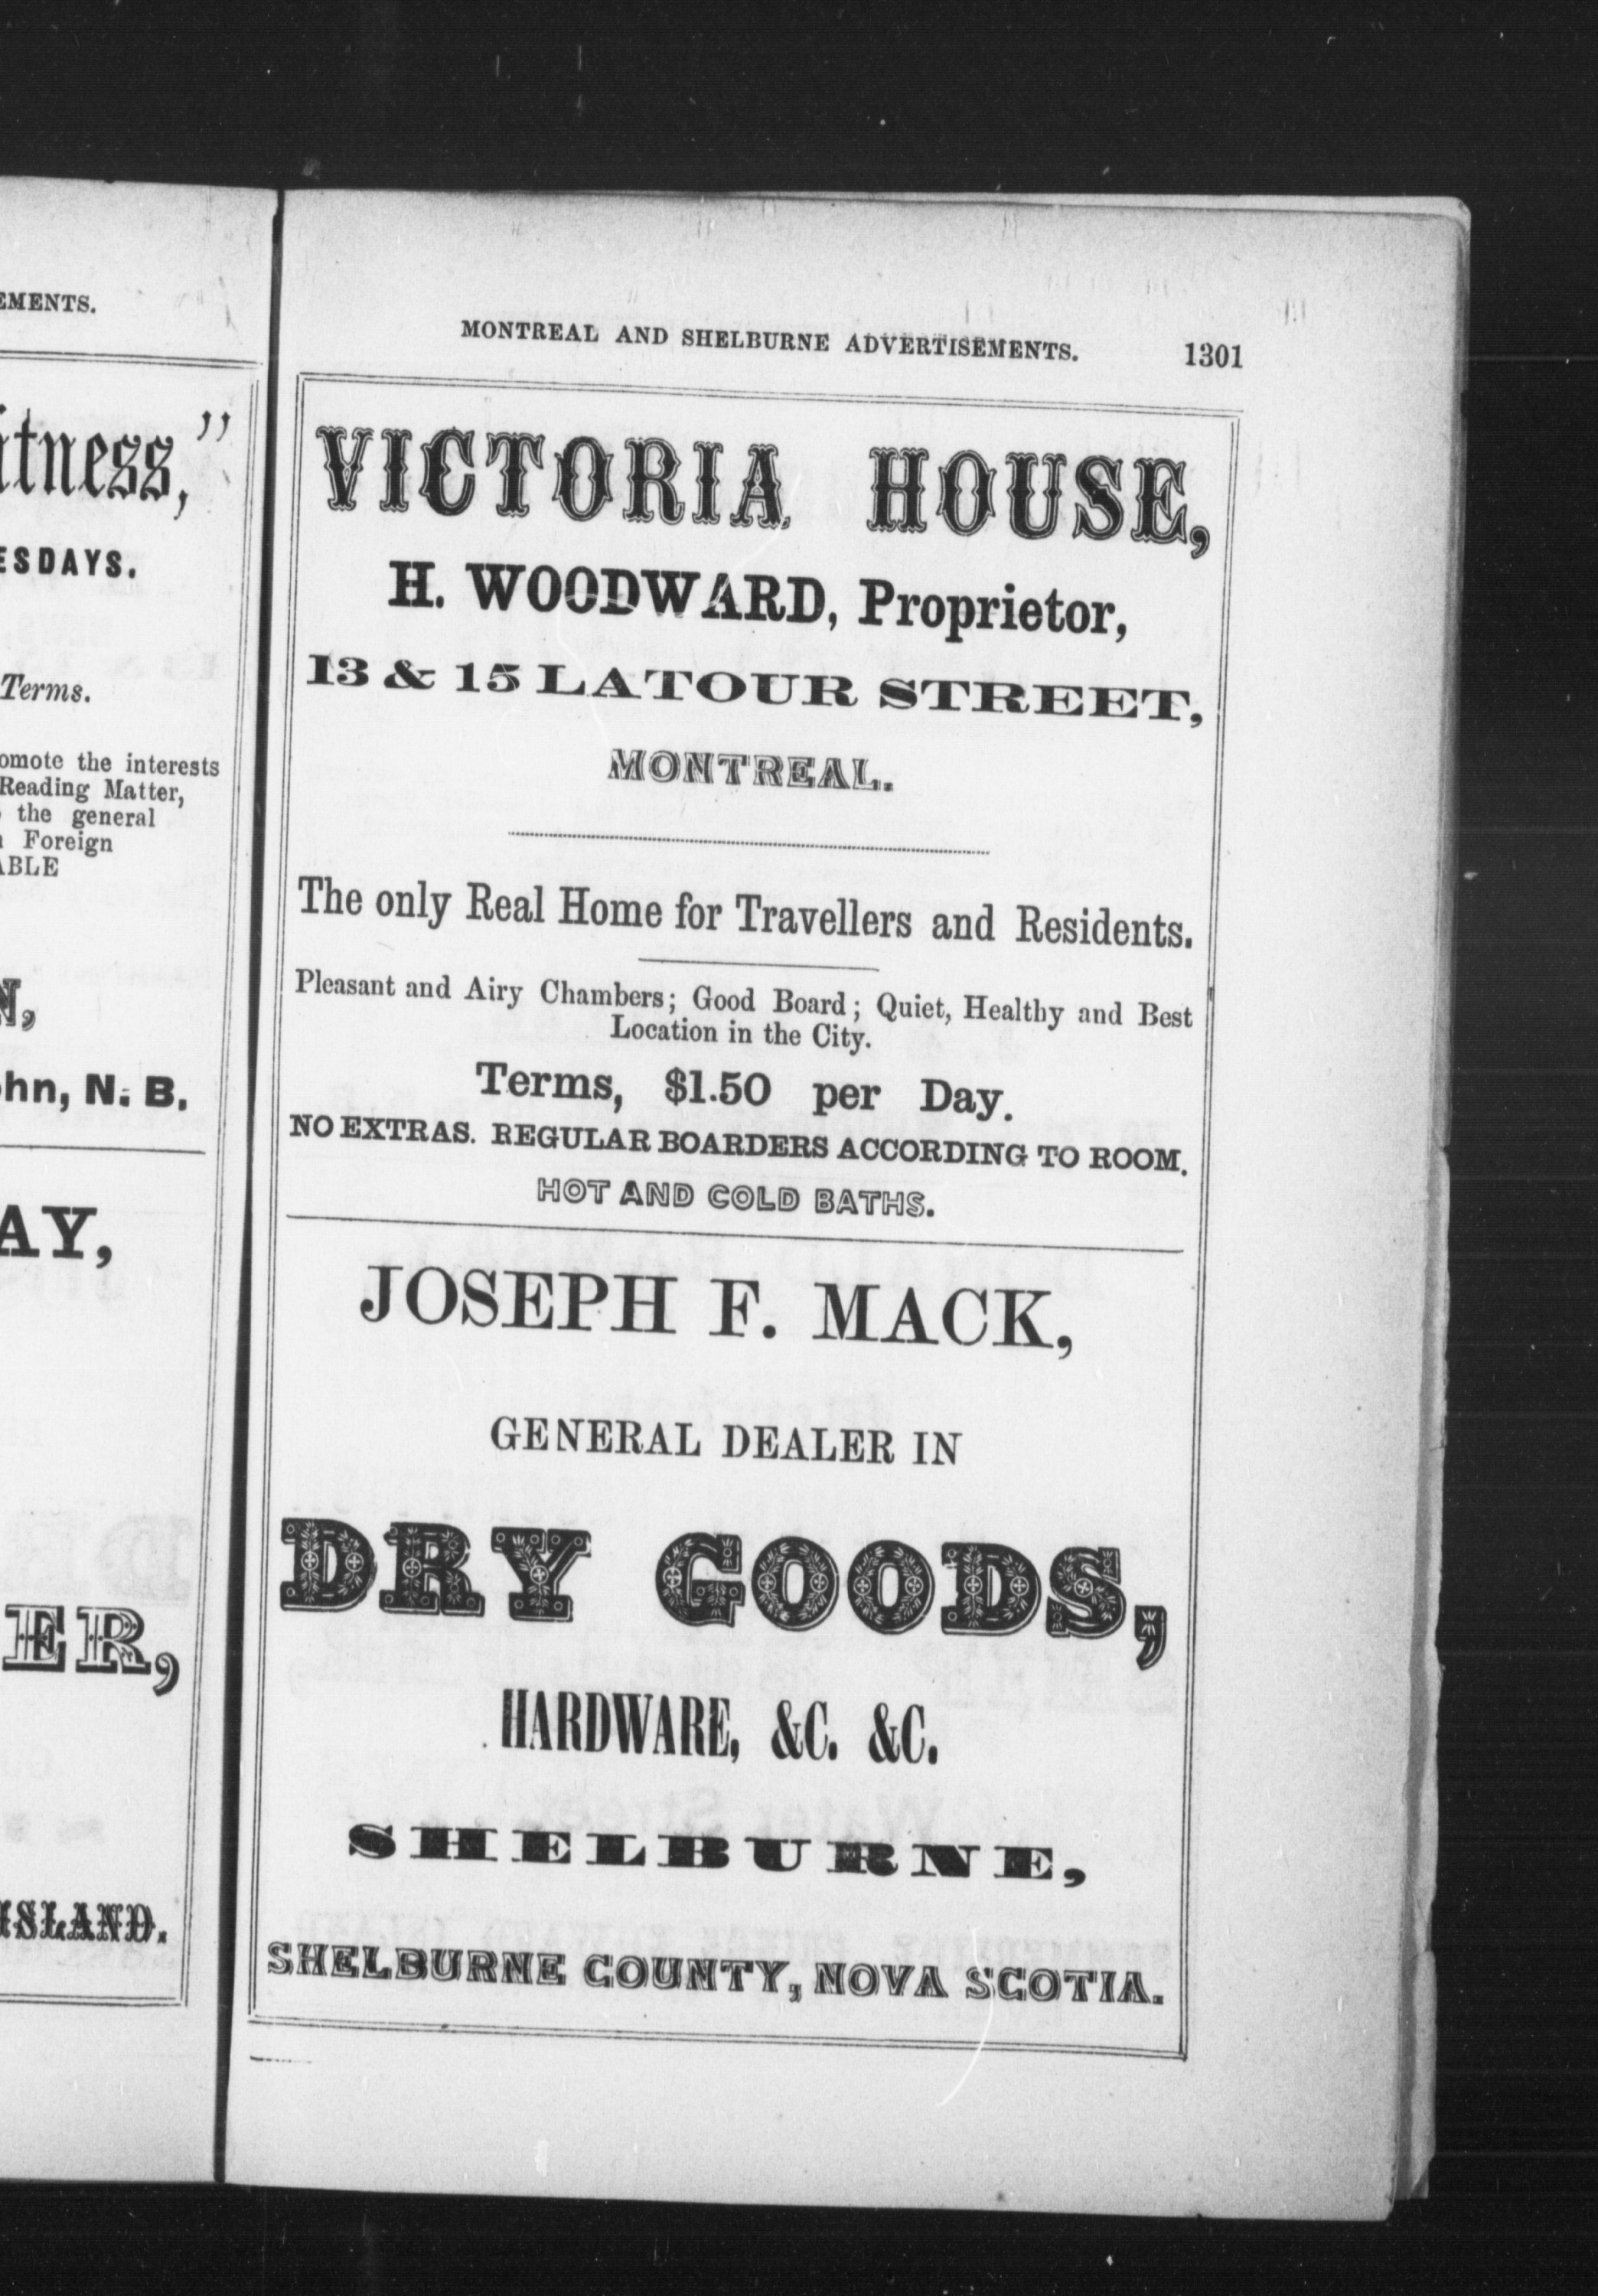 EMENTS.
itness,"
ESDAYS.
Terms.
omote the interests
Reading Matter,
the general
Foreign
ABLE
N,
ohn, N. B.
AY,
ER,
ISLAND.
MONTREAL AND SHELBURNE ADVERTISEMENTS. 1301
VICTORIA HOUSE,
H. WOODWARD, Proprietor,
13 & 15 LATOUR STREET,
MONTREAL.
The only Real Home for Travellers and Residents.
Pleasant and Airy Chambers; Good Board; Quiet, Healthy and Best
Location in the City.
Terms, $1.50 per Day.
NO EXTRAS. REGULAR BOARDERS ACCORDING TO ROOM.
HOT AND COLD BATHS.
JOSEPH F. MACK,
GENERAL DEALER IN
DRY GOODS,
HARDWARE, &C. &C.
SHELBURNE,
SHELBURNE COUNTY, NOVA SCOTIA.